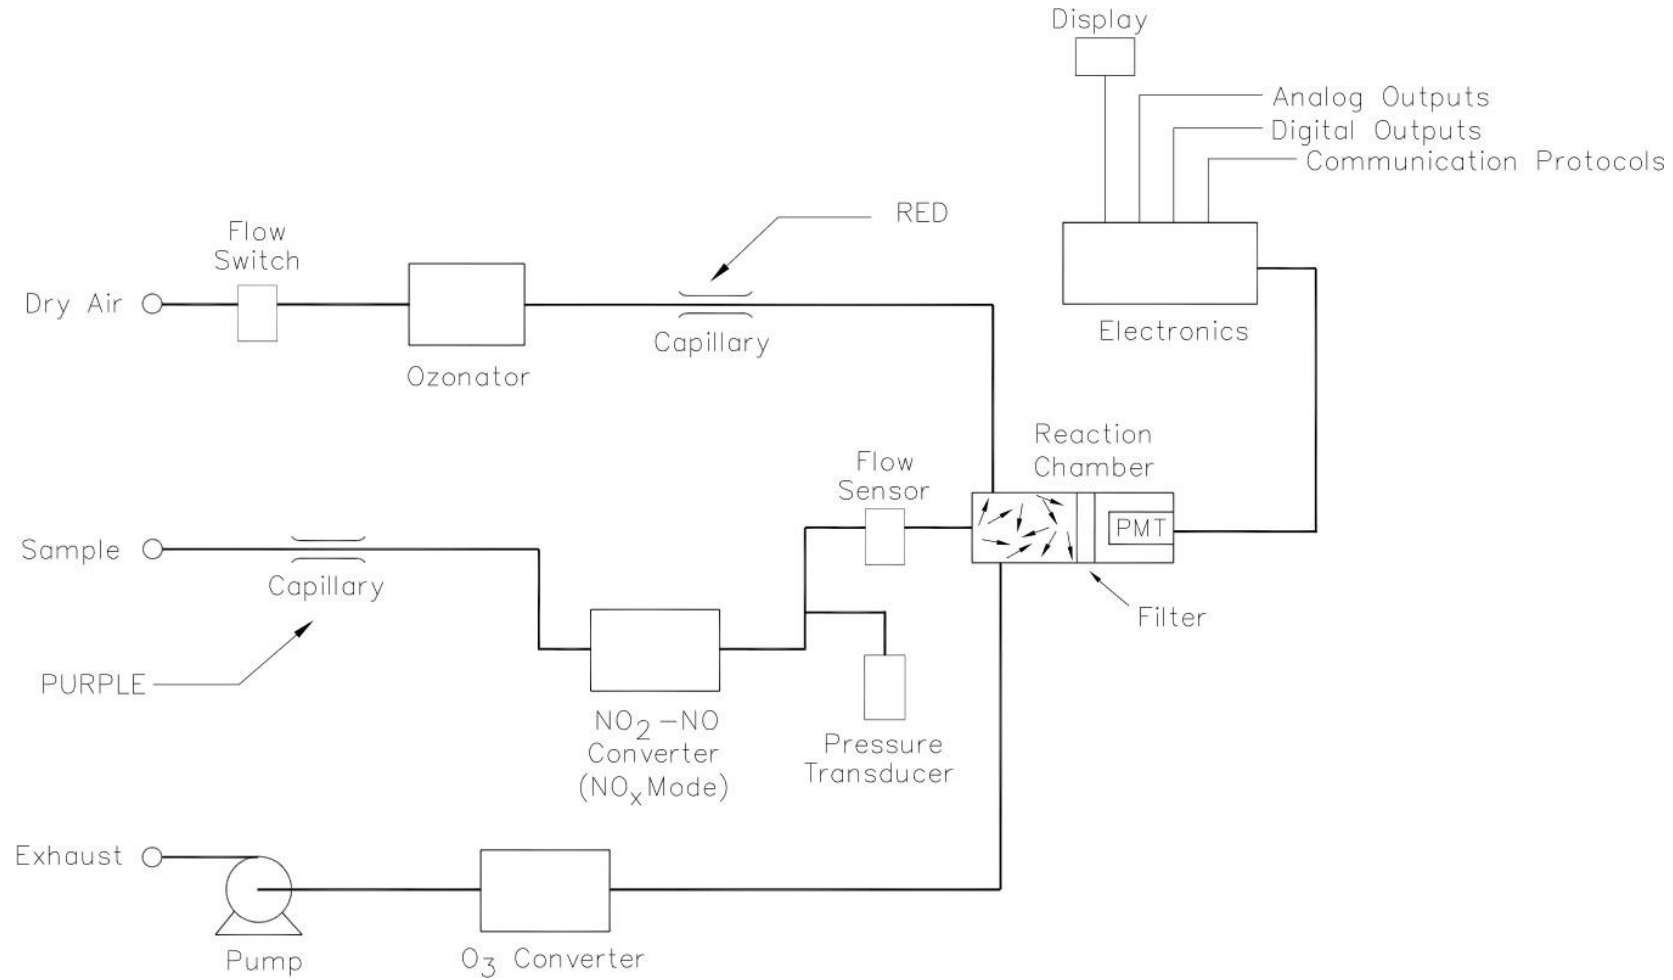 Display
Analog Outputs
Digital Outputs
Communication Protocols
RED
Flow
Switch
Dry Air
Capillary
Electronics
Ozonator
Reaction
Chamber
Flow
Sensor
PMT
Sample
Capillary
Filter
PURPLE
NO₂-NO
Converter
(NOₓ Mode)
Pressure
Transducer
Exhaust
Pump
O₃ Converter